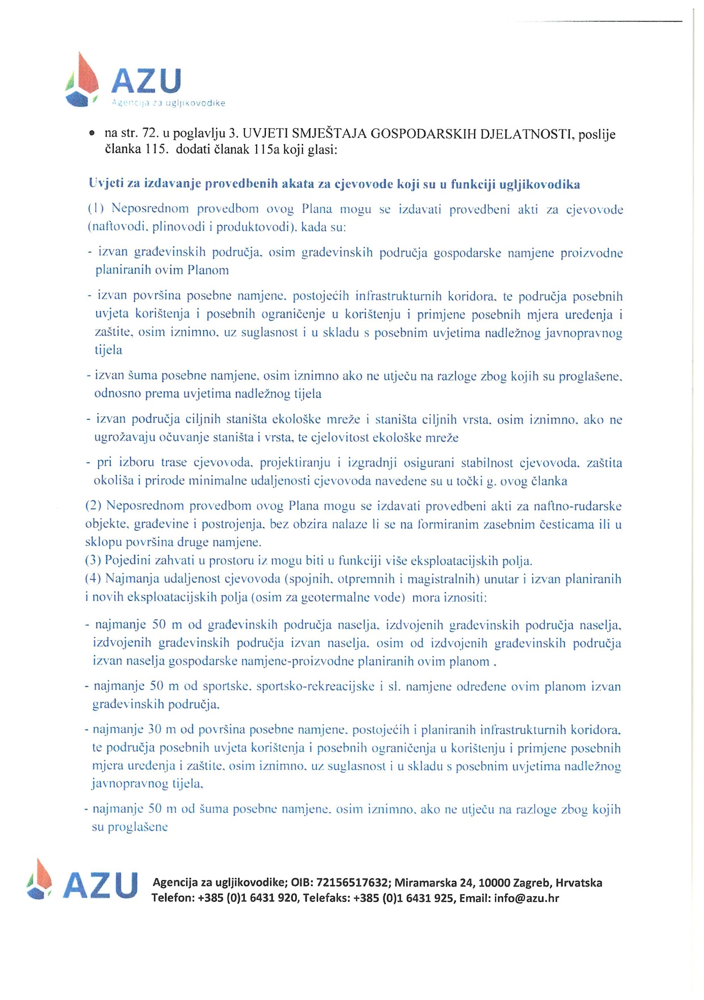 AZU
Agencija za ugljikovodike
• na str. 72. u poglavlju 3. UVJETI SMJEŠTAJA GOSPODARSKIH DJELATNOSTI, poslije
članka 115. dodati članak 115a koji glasi:
Uvjeti za izdavanje provedbenih akata za cjevovode koji su u funkciji ugljikovodika
(1) Neposrednom provedbom ovog Plana mogu se izdavati provedbeni akti za cjevovode
(naftovodi, plinovodi i produktovodi), kada su:
- izvan građevinskih područja, osim građevinskih područja gospodarske namjene proizvodne
planiranih ovim Planom
- izvan površina posebne namjene, postojećih infrastrukturnih koridora, te područja posebnih
uvjeta korištenja i posebnih ograničenje u korištenju i primjene posebnih mjera uređenja i
zaštite, osim iznimno, uz suglasnost i u skladu s posebnim uvjetima nadležnog javnopravnog
tijela
- izvan šuma posebne namjene, osim iznimno ako ne utječu na razloge zbog kojih su proglašene,
odnosno prema uvjetima nadležnog tijela
- izvan područja ciljnih staništa ekološke mreže i staništa ciljnih vrsta, osim iznimno, ako ne
ugrožavaju očuvanje staništa i vrsta, te cjelovitost ekološke mreže
- pri izboru trase cjevovoda, projektiranju i izgradnji osigurani stabilnost cjevovoda, zaštita
okoliša i prirode minimalne udaljenosti cjevovoda navedene su u točki g. ovog članka
(2) Neposrednom provedbom ovog Plana mogu se izdavati provedbeni akti za naftno-rudarske
objekte, građevine i postrojenja, bez obzira nalaze li se na formiranim zasebnim česticama ili u
sklopu površina druge namjene.
(3) Pojedini zahvati u prostoru iz mogu biti u funkciji više eksploatacijskih polja.
(4) Najmanja udaljenost cjevovoda (spojnih, otpremnih i magistralnih) unutar i izvan planiranih
i novih eksploatacijskih polja (osim za geotermalne vode) mora iznositi:
- najmanje 50 m od građevinskih područja naselja, izdvojenih građevinskih područja naselja,
izdvojenih građevinskih područja izvan naselja, osim od izdvojenih građevinskih područja
izvan naselja gospodarske namjene-proizvodne planiranih ovim planom .
- najmanje 50 m od sportske, sportsko-rekreacijske i sl. namjene određene ovim planom izvan
građevinskih područja,
- najmanje 30 m od površina posebne namjene, postojećih i planiranih infrastrukturnih koridora,
te područja posebnih uvjeta korištenja i posebnih ograničenja u korištenju i primjene posebnih
mjera uređenja i zaštite, osim iznimno, uz suglasnost i u skladu s posebnim uvjetima nadležnog
javnopravnog tijela,
- najmanje 50 m od šuma posebne namjene, osim iznimno, ako ne utječu na razloge zbog kojih
su proglašene
AZU
Agencija za ugljikovodike; OIB: 72156517632; Miramarska 24, 10000 Zagreb, Hrvatska
Telefon: +385 (0)1 6431 920, Telefaks: +385 (0)1 6431 925, Email: info@azu.hr